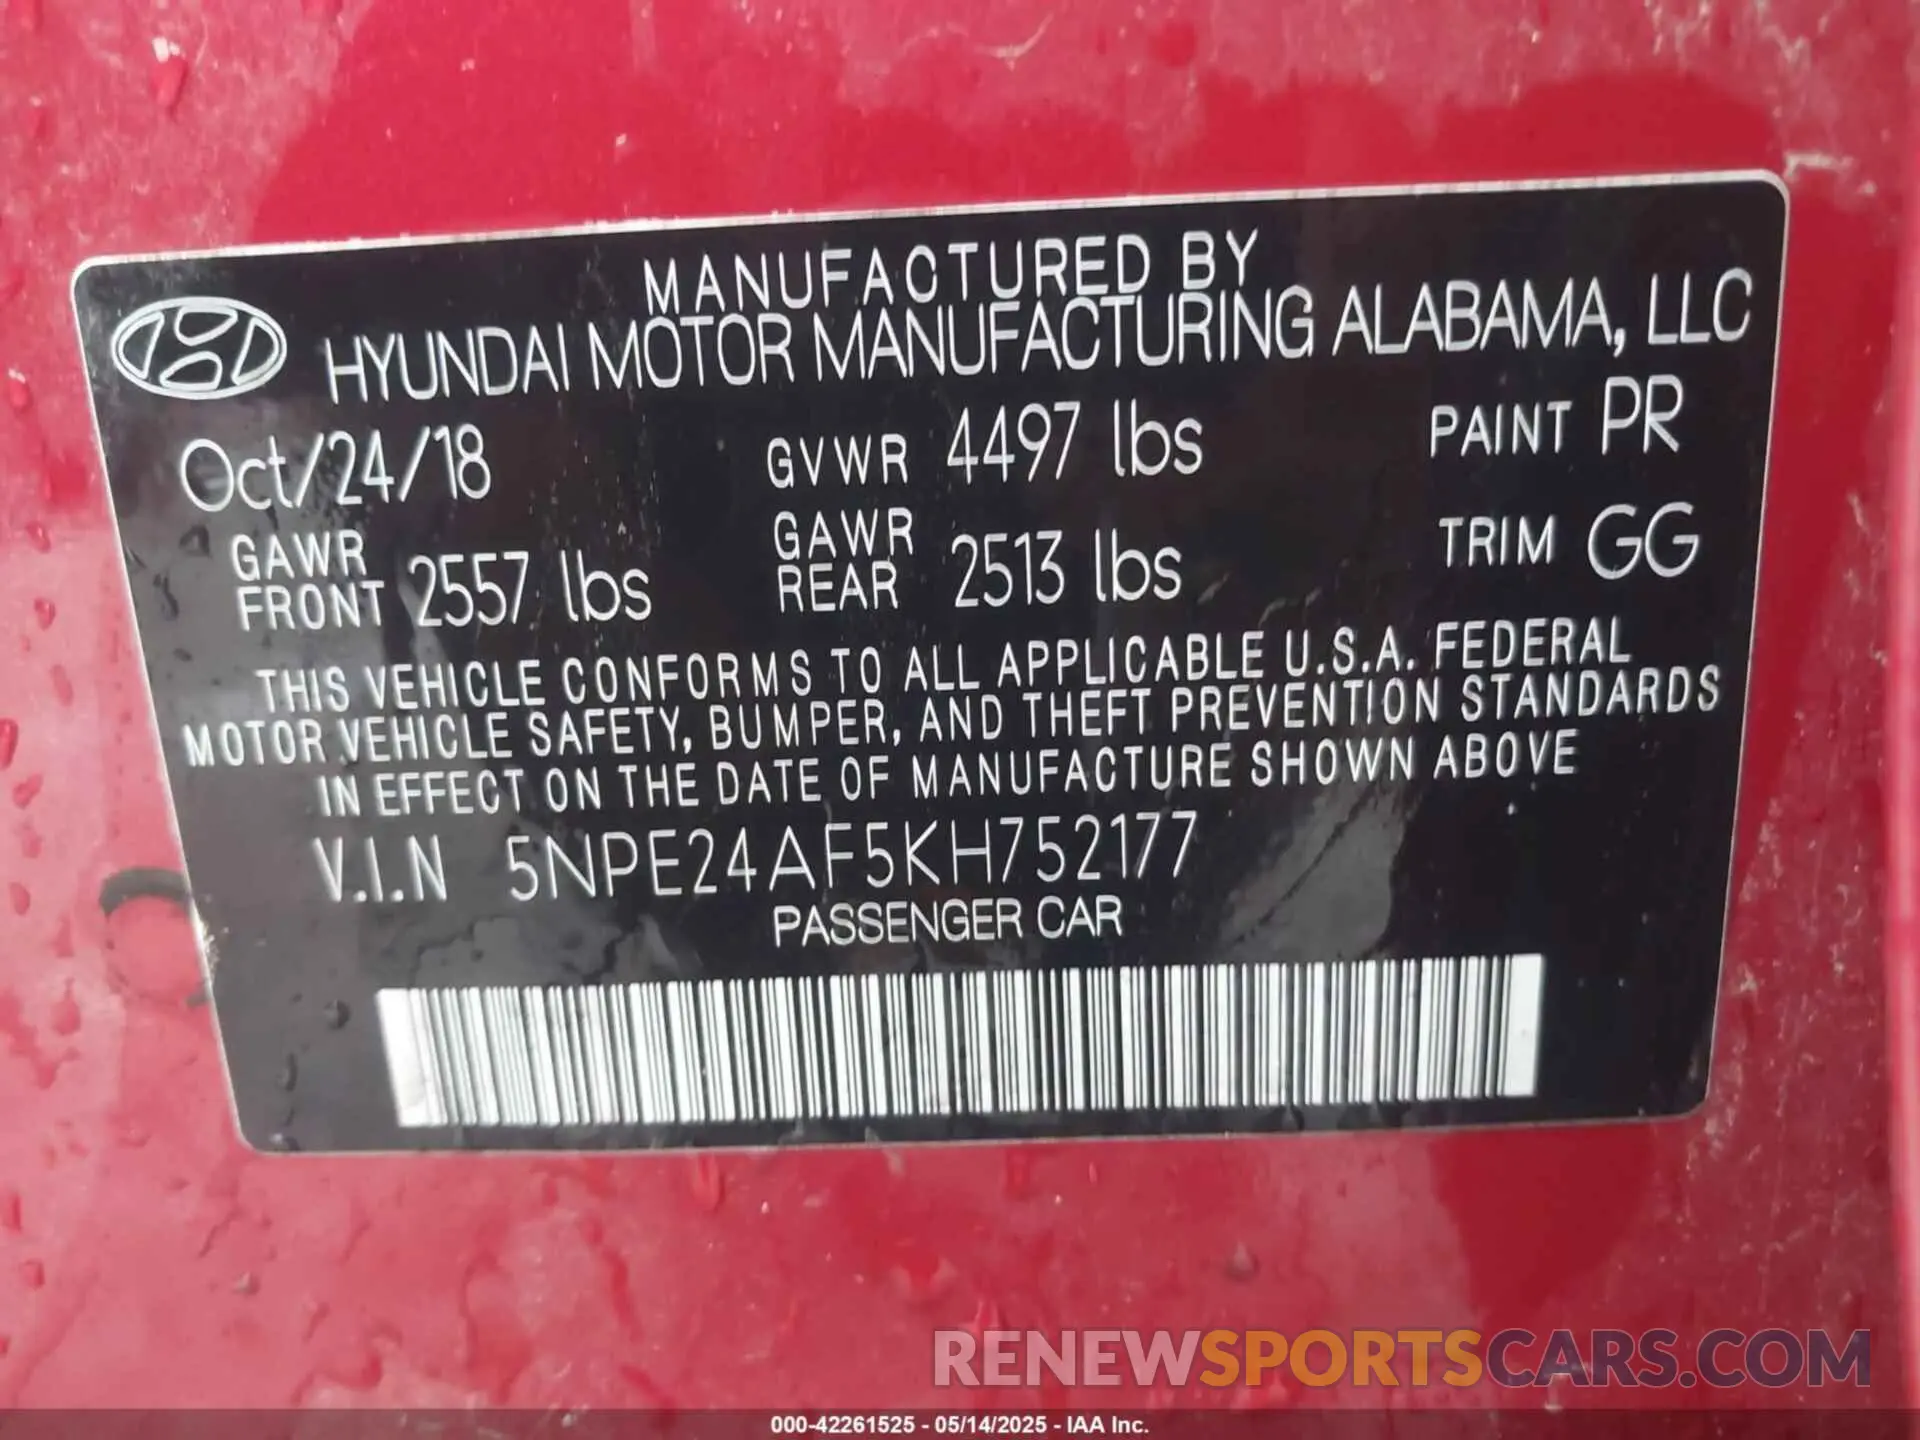 MANUFACTURED BY
HYUNDAI MOTOR MANUFACTURING ALABAMA, LLC
Oct/24/18 GVWR 4497 lbs PAINT PR
GAWR FRONT 2557 lbs GAWR REAR 2513 lbs TRIM GG
THIS VEHICLE CONFORMS TO ALL APPLICABLE U.S.A. FEDERAL
MOTOR VEHICLE SAFETY, BUMPER, AND THEFT PREVENTION STANDARDS
IN EFFECT ON THE DATE OF MANUFACTURE SHOWN ABOVE
V.I.N 5NPE24AF5KH752177
PASSENGER CAR
RENEWSPORTSCARS.COM
000-42261525 - 05/14/2025 - IAA Inc.